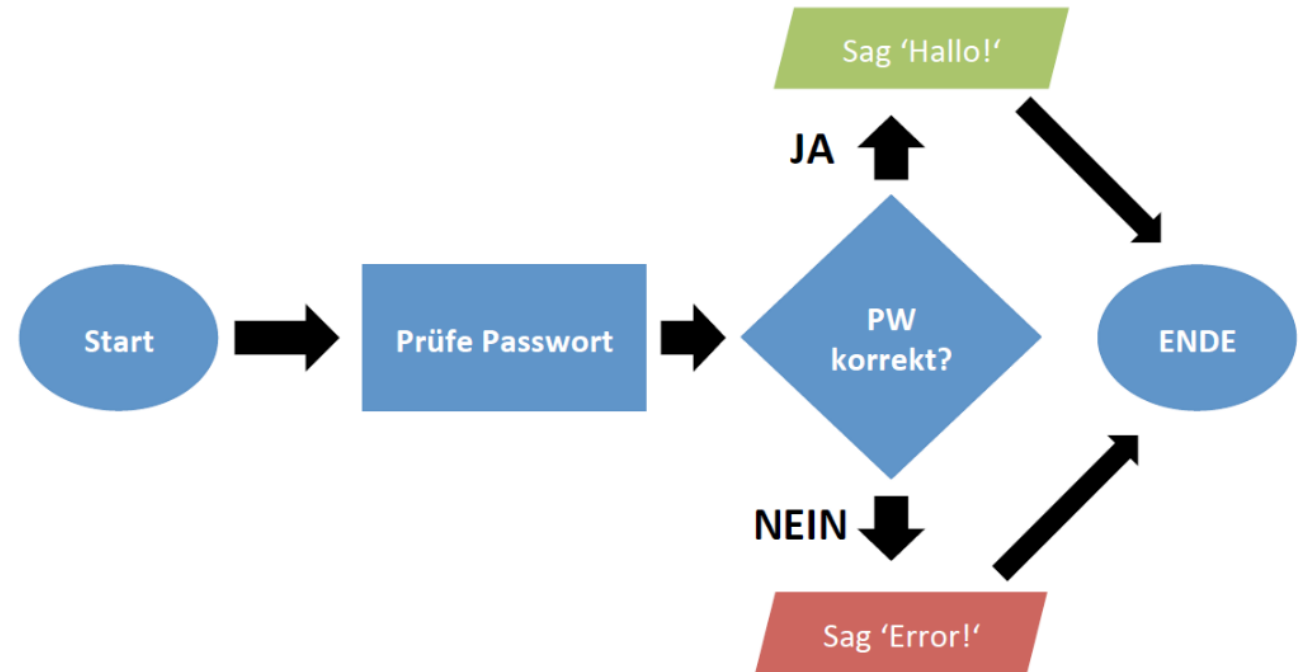 Sag ‘Hallo!‘
JA
Start
Prüfe Passwort
PW
korrekt?
ENDE
NEIN
Sag ‘Error!‘